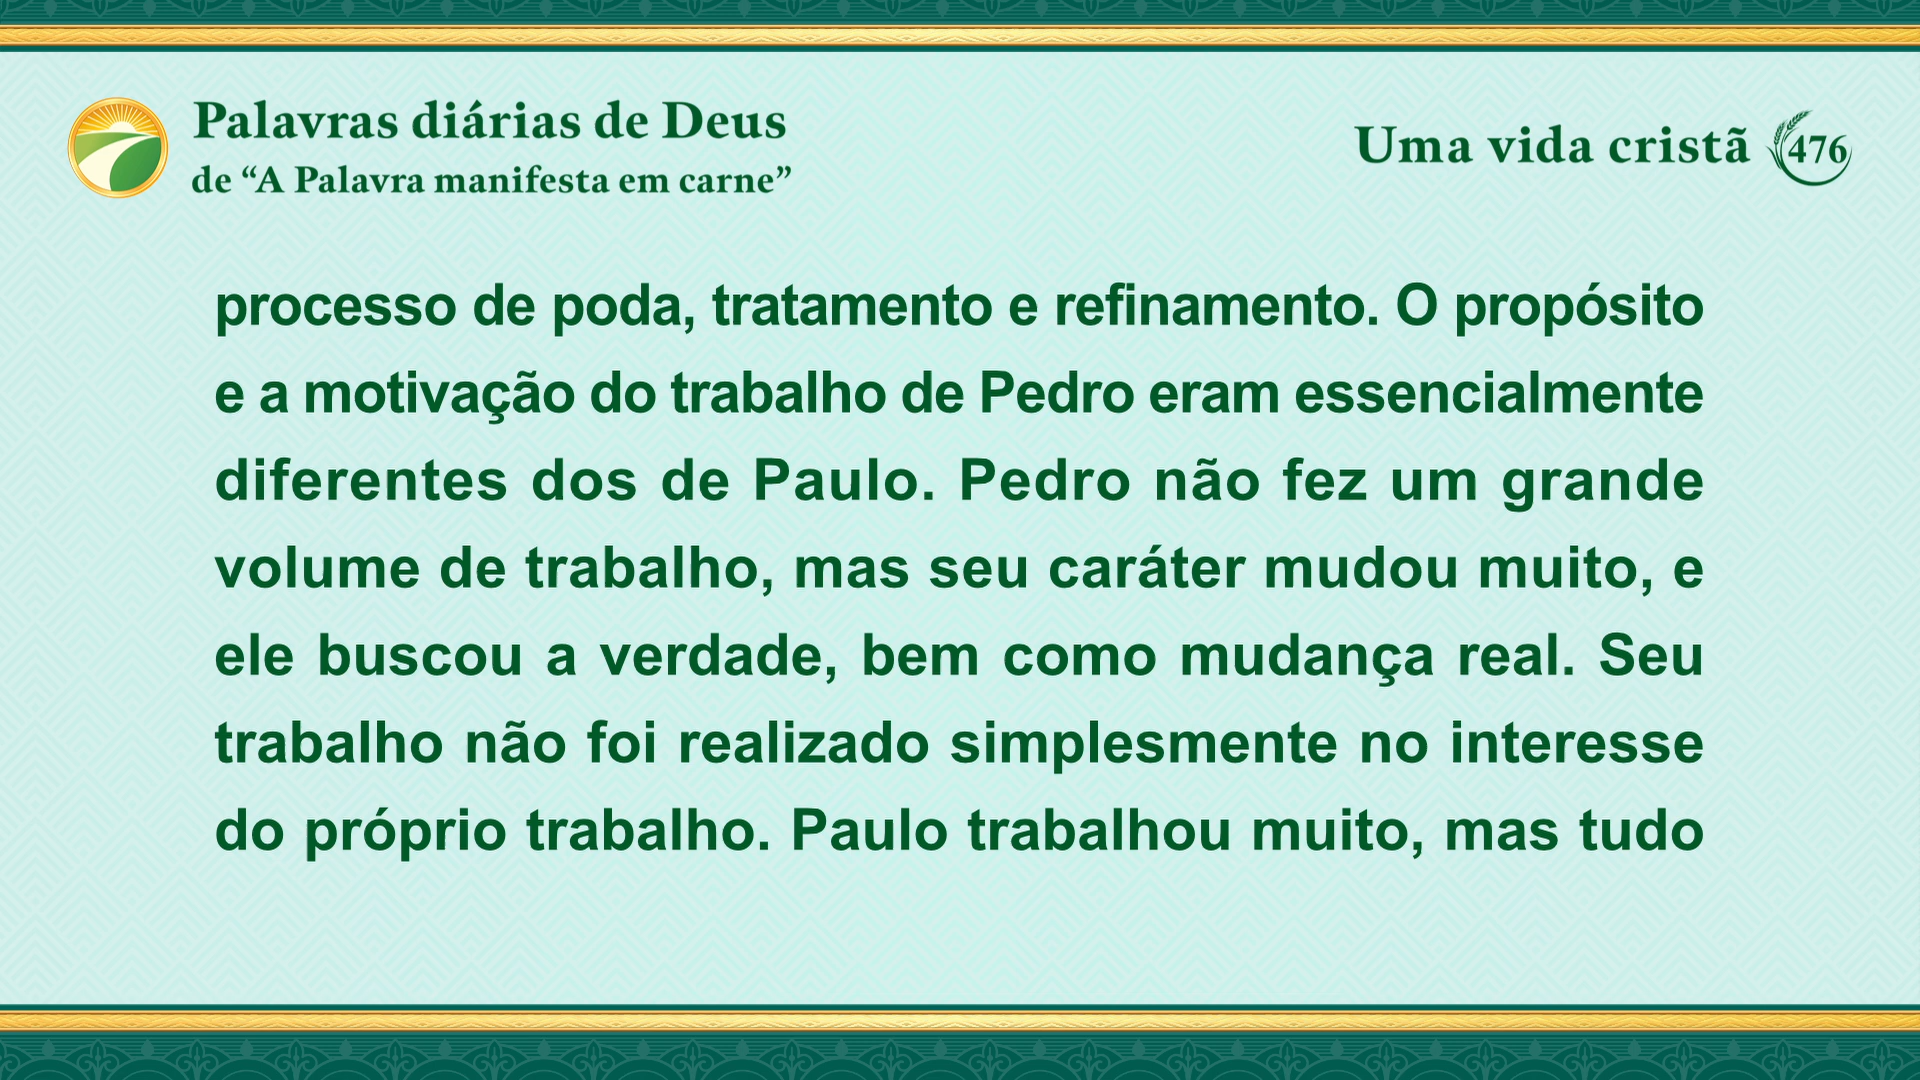 Palavras diárias de Deus
de “A Palavra manifesta em carne”
Uma vida cristã 476
processo de poda, tratamento e refinamento. O propósito
e a motivação do trabalho de Pedro eram essencialmente
diferentes dos de Paulo. Pedro não fez um grande
volume de trabalho, mas seu caráter mudou muito, e
ele buscou a verdade, bem como mudança real. Seu
trabalho não foi realizado simplesmente no interesse
do próprio trabalho. Paulo trabalhou muito, mas tudo